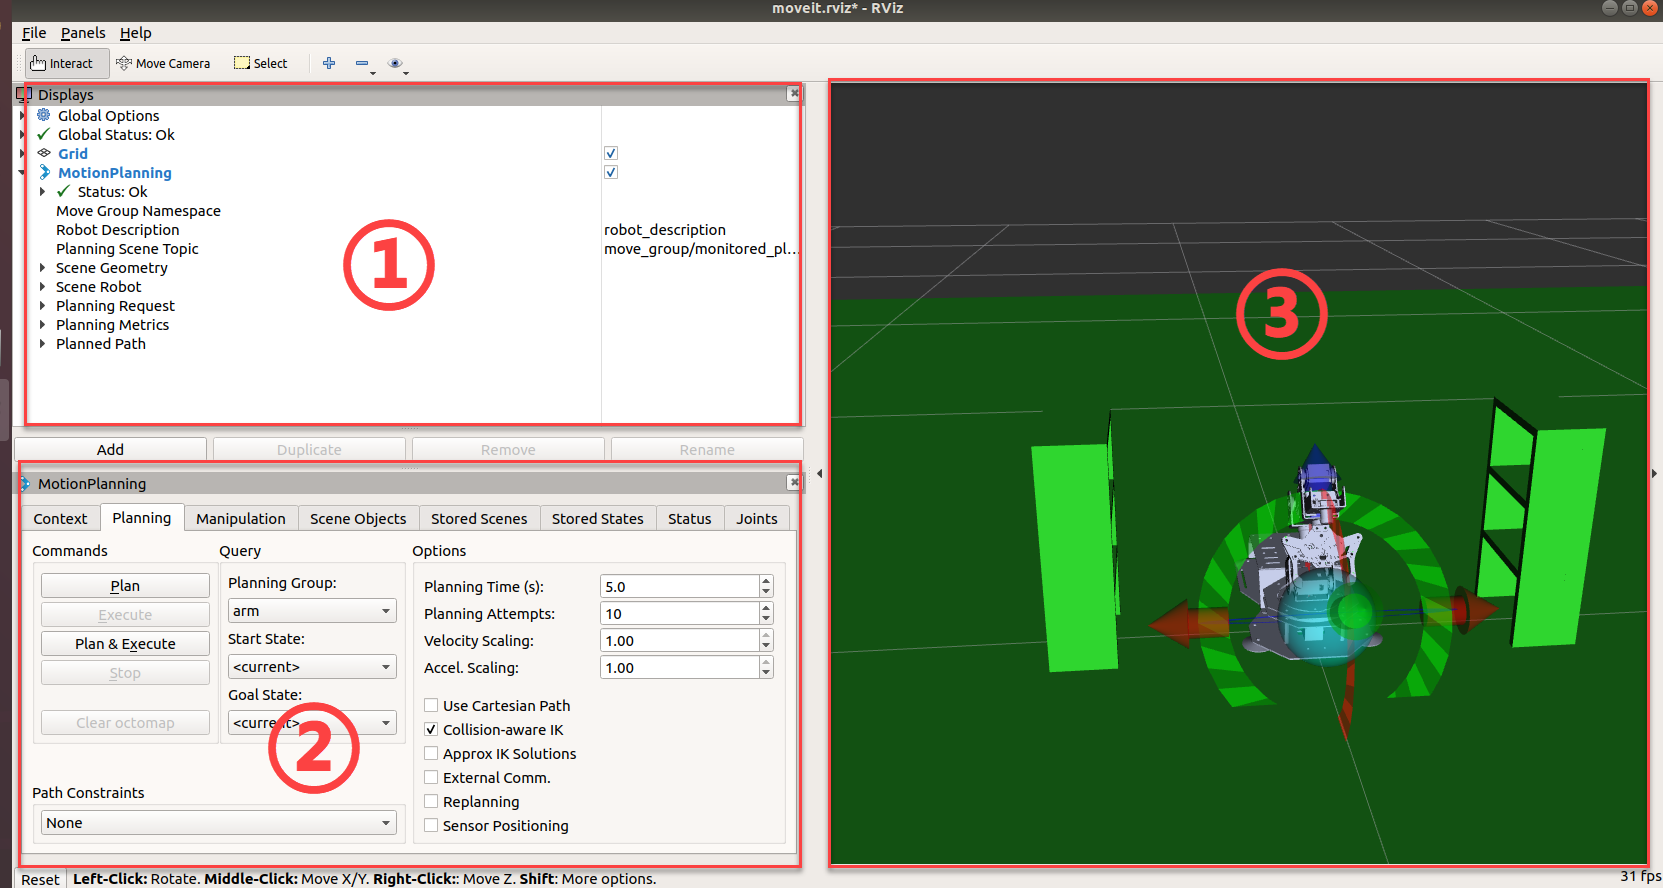 moveit.rviz* - RViz
File Panels Help
Interact Move Camera Select
Displays
Global Options
Global Status: Ok
Grid
MotionPlanning
Status: Ok
Move Group Namespace
Robot Description robot_description
Planning Scene Topic move_group/monitored_pl...
Scene Geometry
Scene Robot
Planning Request
Planning Metrics
Planned Path
1
Add Duplicate Remove Rename
MotionPlanning
Context Planning Manipulation Scene Objects Stored Scenes Stored States Status Joints
Commands
Plan
Execute
Plan & Execute
Stop
Clear octomap
Query
Planning Group:
arm
Start State:
<current>
Goal State:
<current>
2
Path Constraints
None
Options
Planning Time (s): 5.0
Planning Attempts: 10
Velocity Scaling: 1.00
Accel. Scaling: 1.00
Use Cartesian Path
Collision-aware IK
Approx IK Solutions
External Comm.
Replanning
Sensor Positioning
3
Reset Left-Click: Rotate. Middle-Click: Move X/Y. Right-Click:: Move Z. Shift: More options. 31 fps